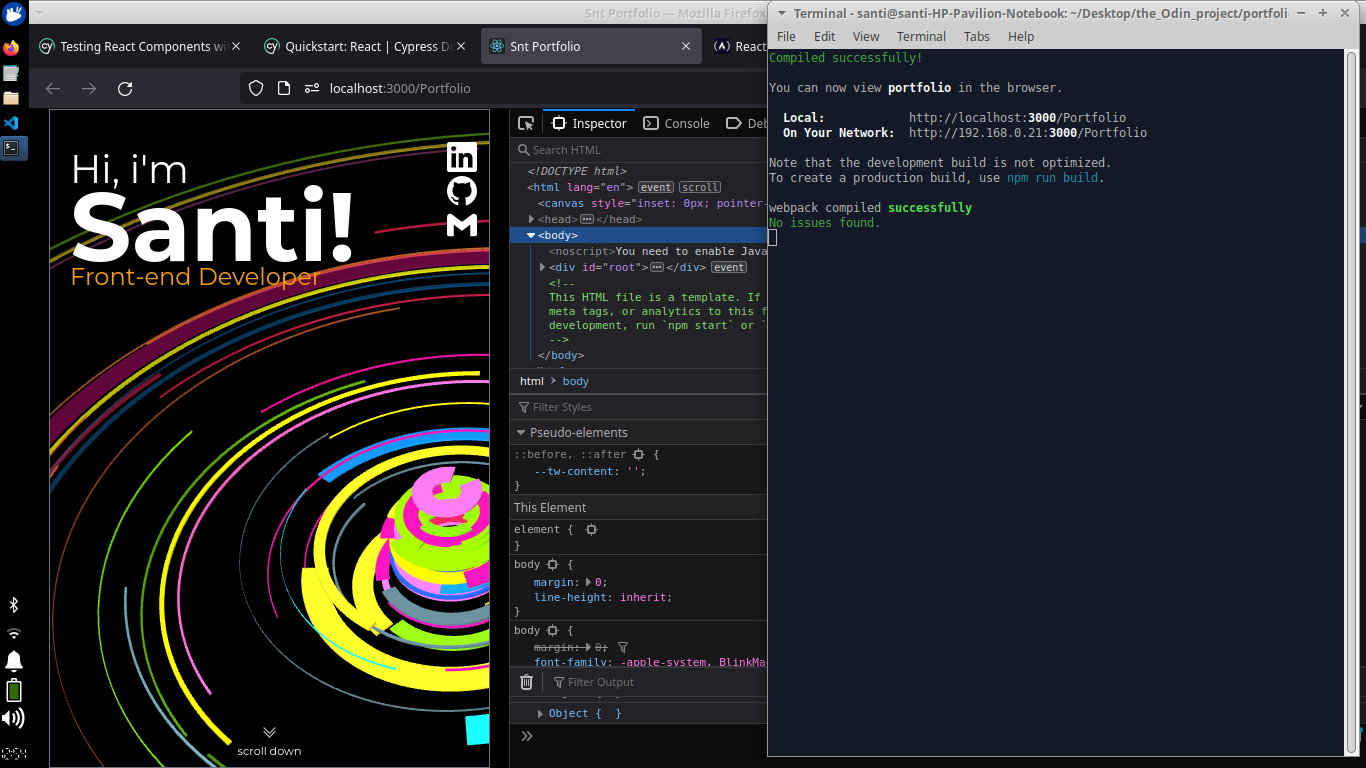 Snt Portfolio — Mozilla Firefox
Testing React Components wi
Quickstart: React | Cypress Do
Snt Portfolio
React
localhost:3000/Portfolio
Hi, i'm
Santi!
Front-end Developer
scroll down
Inspector
Console
Deb
Search HTML
<!DOCTYPE html>
<html lang="en"> event scroll
<canvas style="inset: 0px; pointer-
<head> </head>
<body>
<noscript>You need to enable Java
<div id="root"> </div> event
<!--
This HTML file is a template. If
meta tags, or analytics to this f
development, run `npm start` or `
-->
</body>
html > body
Filter Styles
Pseudo-elements
::before, ::after {
--tw-content: '';
}
This Element
element {
}
body {
margin: 0;
line-height: inherit;
}
body {
margin: 0;
font-family: -apple-system, BlinkMa
Filter Output
Object { }
Terminal - santi@santi-HP-Pavilion-Notebook: ~/Desktop/the_Odin_project/portfoli
File Edit View Terminal Tabs Help
Compiled successfully!
You can now view portfolio in the browser.
Local: http://localhost:3000/Portfolio
On Your Network: http://192.168.0.21:3000/Portfolio
Note that the development build is not optimized.
To create a production build, use npm run build.
webpack compiled successfully
No issues found.